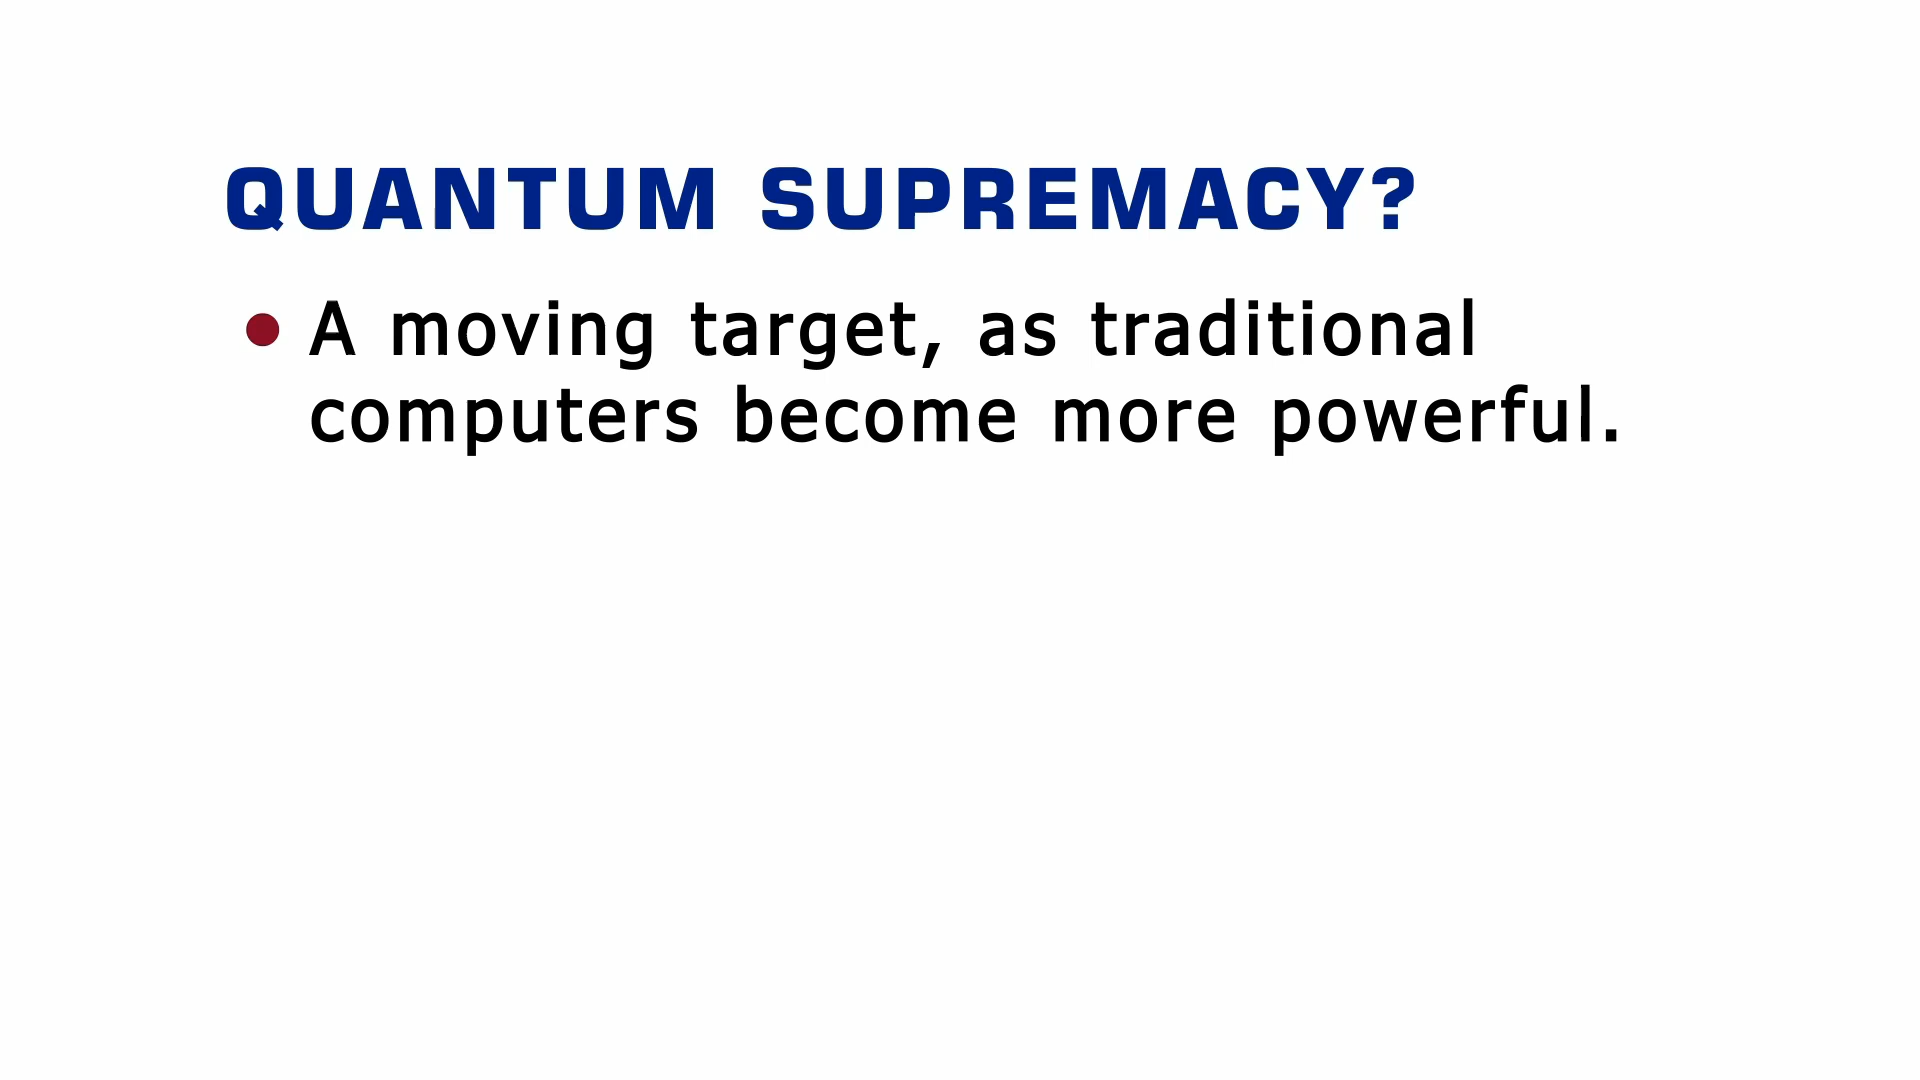 QUANTUM SUPREMACY?
• A moving target, as traditional
computers become more powerful.